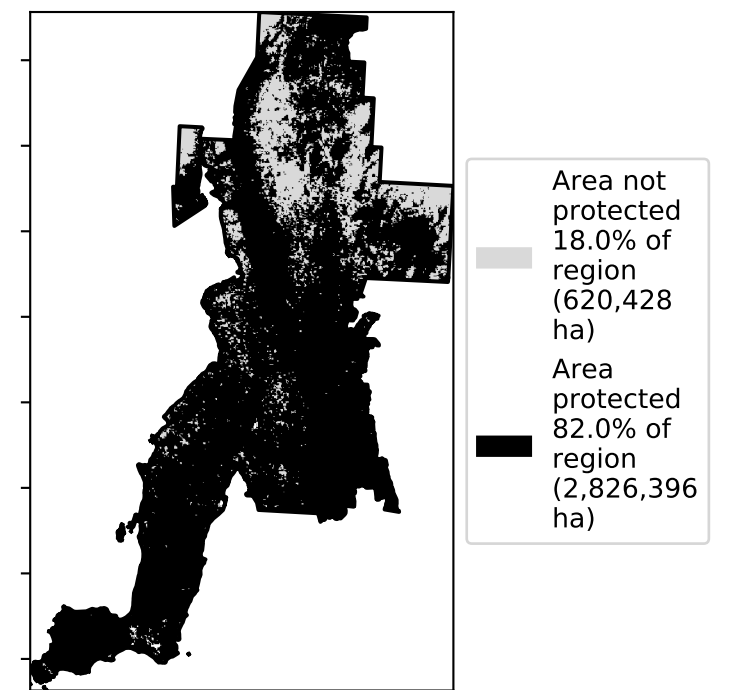 Area not
protected
18.0% of
region
(620,428
ha)
Area
protected
82.0% of
region
(2,826,396
ha)